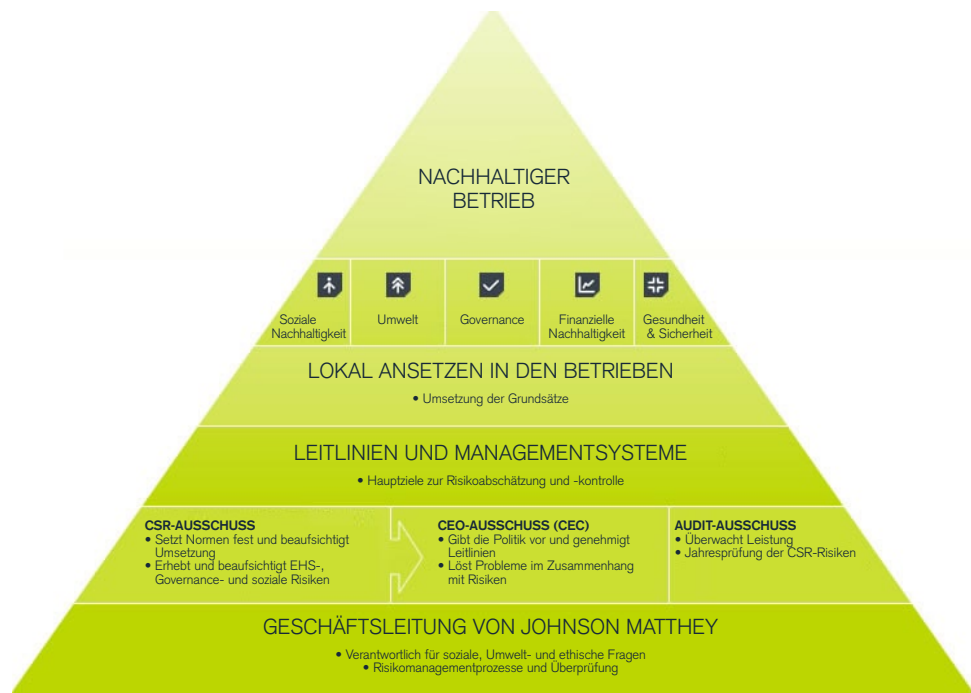 NACHHALTIGER
BETRIEB
Soziale
Nachhaltigkeit
Umwelt
Governance
Finanzielle
Nachhaltigkeit
Gesundheit
& Sicherheit
LOKAL ANSETZEN IN DEN BETRIEBEN
• Umsetzung der Grundsätze
LEITLINIEN UND MANAGEMENTSYSTEME
• Hauptziele zur Risikoabschätzung und -kontrolle
CSR-AUSSCHUSS
• Setzt Normen fest und beaufsichtigt
Umsetzung
• Erhebt und beaufsichtigt EHS-,
Governance- und soziale Risiken
CEO-AUSSCHUSS (CEC)
• Gibt die Politik vor und genehmigt
Leitlinien
• Löst Probleme im Zusammenhang
mit Risiken
AUDIT-AUSSCHUSS
• Überwacht Leistung
• Jahresprüfung der CSR-Risiken
GESCHÄFTSLEITUNG VON JOHNSON MATTHEY
• Verantwortlich für soziale, Umwelt- und ethische Fragen
• Risikomanagementprozesse und Überprüfung